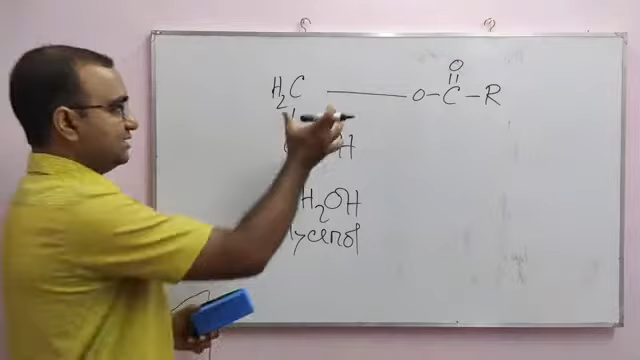 O
H2C — O - C - R
H
H2OH
lycerol